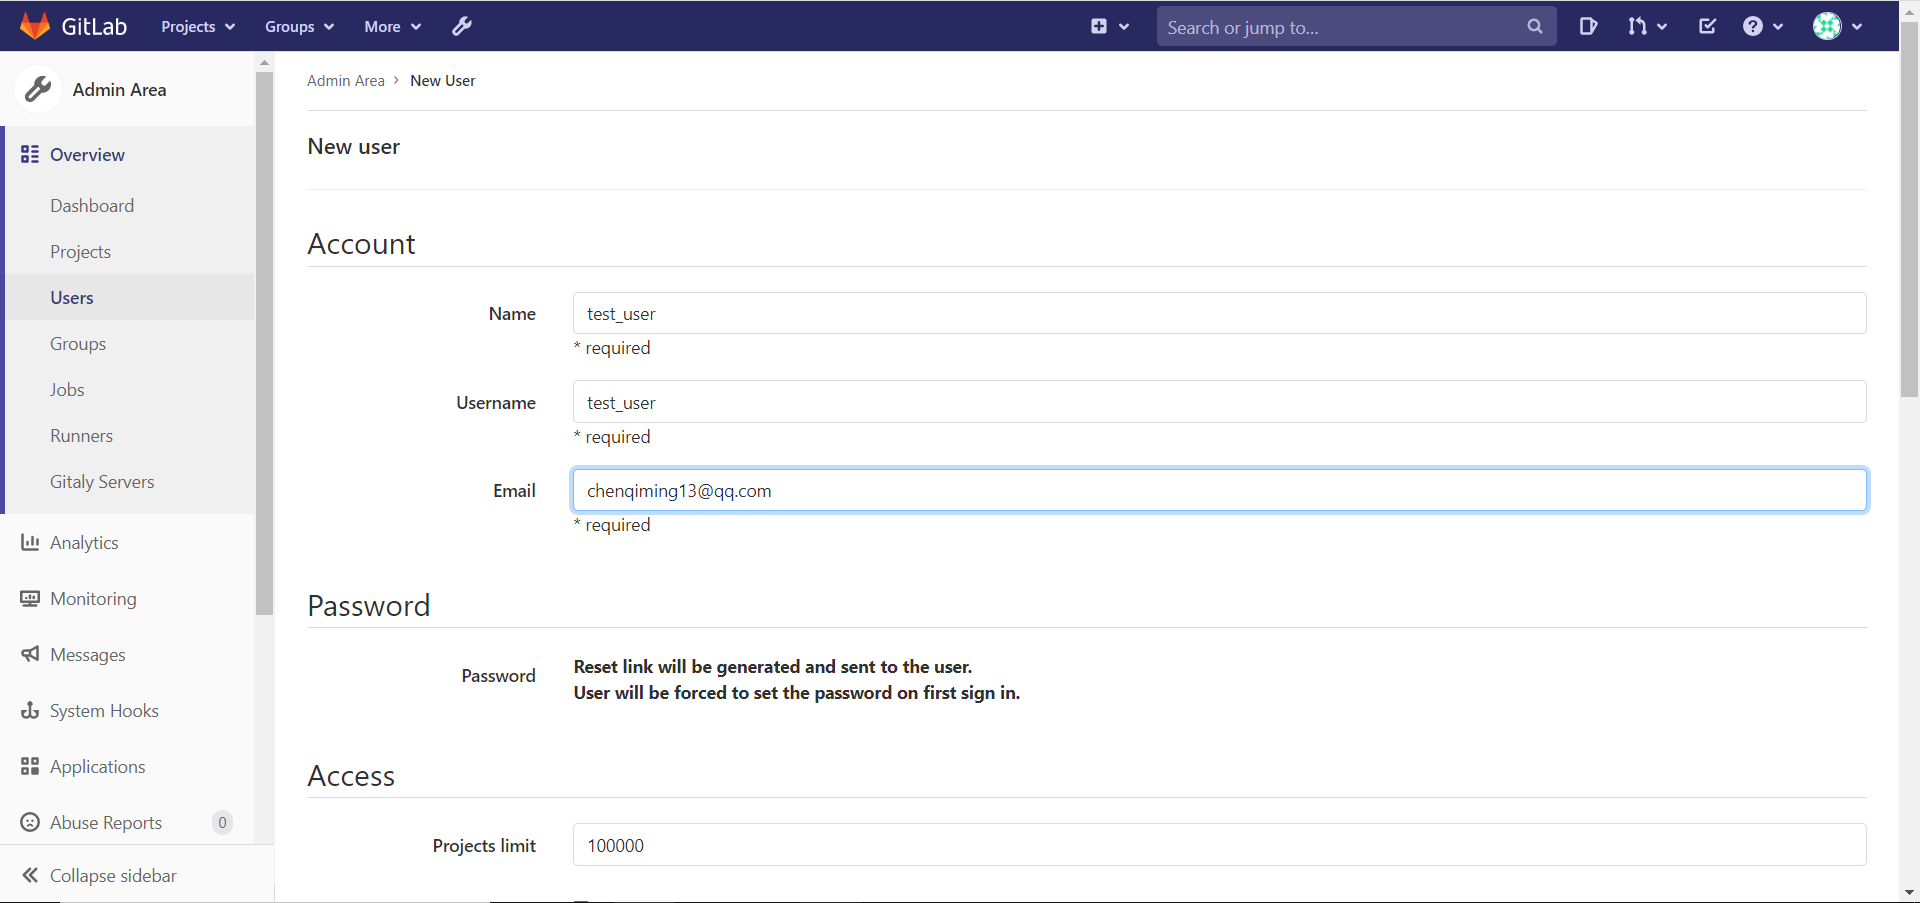 GitLab Projects Groups More Search or jump to...
Admin Area
Overview
Dashboard
Projects
Users
Groups
Jobs
Runners
Gitaly Servers
Analytics
Monitoring
Messages
System Hooks
Applications
Abuse Reports 0
Collapse sidebar
Admin Area > New User
New user
Account
Name test_user
* required
Username test_user
* required
Email chenqiming13@qq.com
* required
Password
Password Reset link will be generated and sent to the user.
User will be forced to set the password on first sign in.
Access
Projects limit 100000